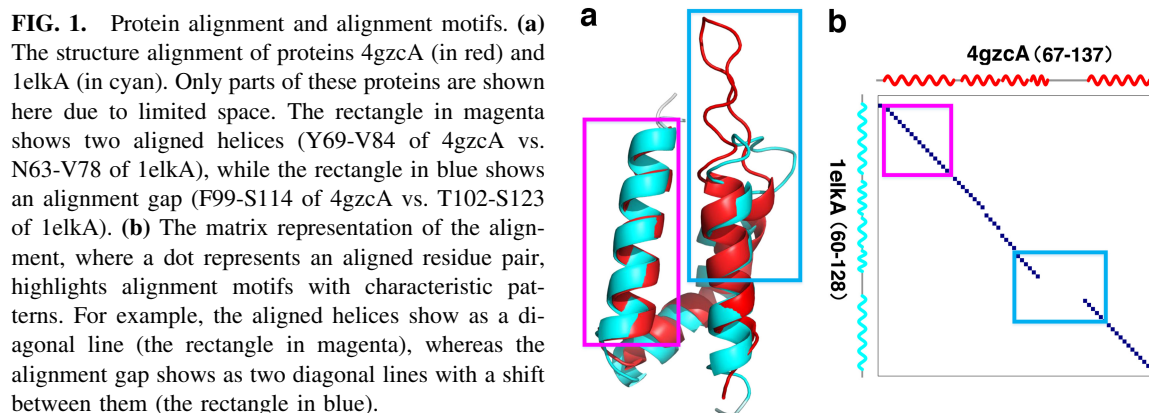 FIG. 1. Protein alignment and alignment motifs. (a)
The structure alignment of proteins 4gzcA (in red) and
1elkA (in cyan). Only parts of these proteins are shown
here due to limited space. The rectangle in magenta
shows two aligned helices (Y69-V84 of 4gzcA vs.
N63-V78 of 1elkA), while the rectangle in blue shows
an alignment gap (F99-S114 of 4gzcA vs. T102-S123
of 1elkA). (b) The matrix representation of the align-
ment, where a dot represents an aligned residue pair,
highlights alignment motifs with characteristic pat-
terns. For example, the aligned helices show as a di-
agonal line (the rectangle in magenta), whereas the
alignment gap shows as two diagonal lines with a shift
between them (the rectangle in blue).
a
b
4gzcA (67-137)
1elkA (60-128)